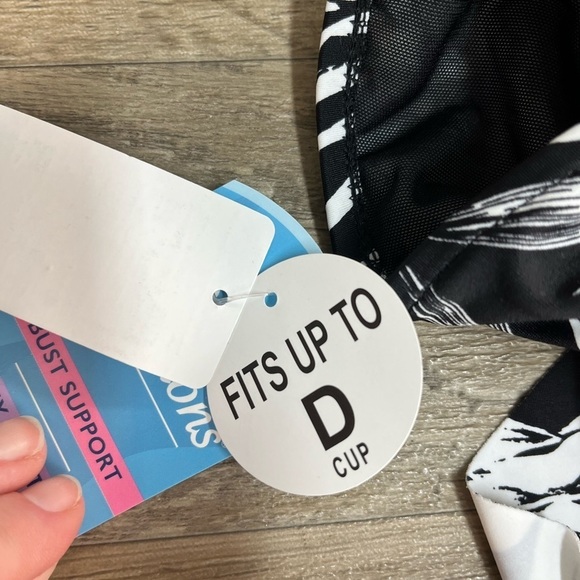 FITS UP TO
D
CUP
BUST SUPPORT